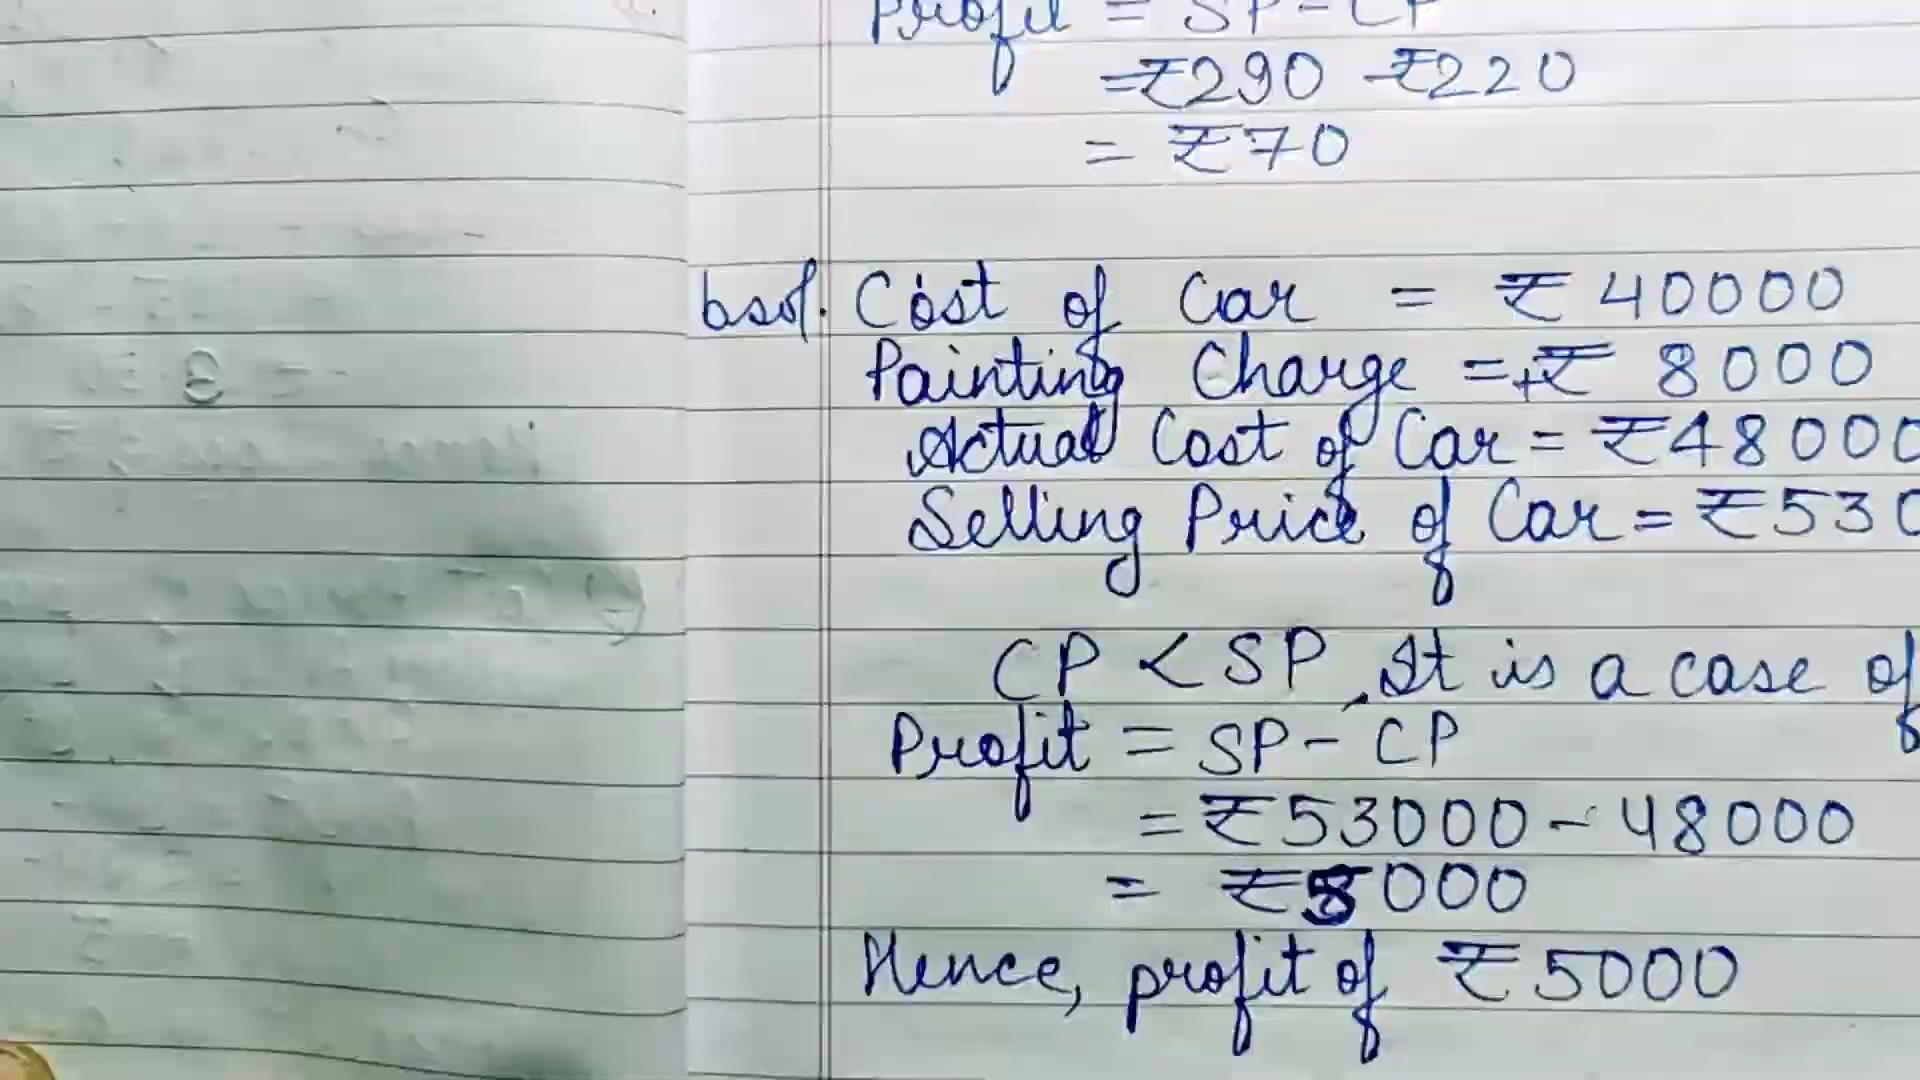 Profit = SP - CP
= ₹290 - ₹220
= ₹70
6sol. Cost of Car = ₹ 40000
Painting Charge = +₹ 8000
Actual Cost of Car = ₹48000
Selling Price of Car = ₹530
CP < SP, It is a case of
Profit = SP - CP
= ₹53000 - 48000
= ₹5000
Hence, profit of ₹5000